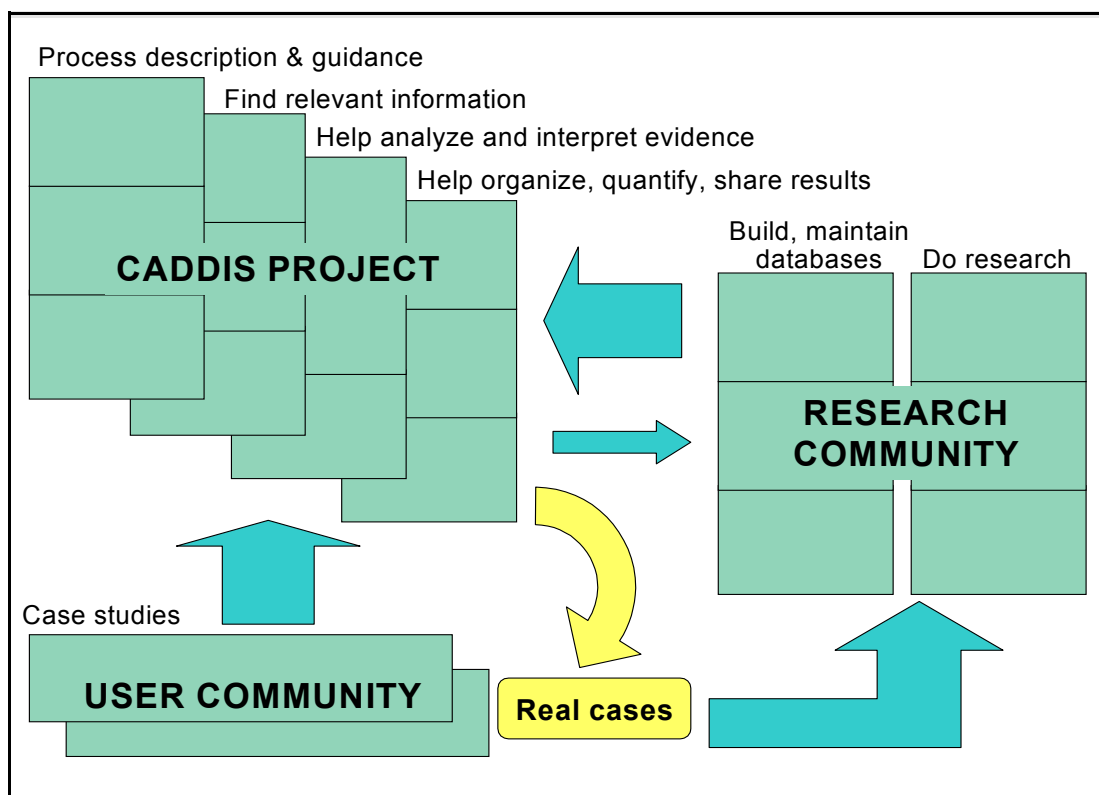 Process description & guidance
Find relevant information
Help analyze and interpret evidence
Help organize, quantify, share results
CADDIS PROJECT
Build, maintain
databases
Do research
RESEARCH
COMMUNITY
Case studies
USER COMMUNITY
Real cases